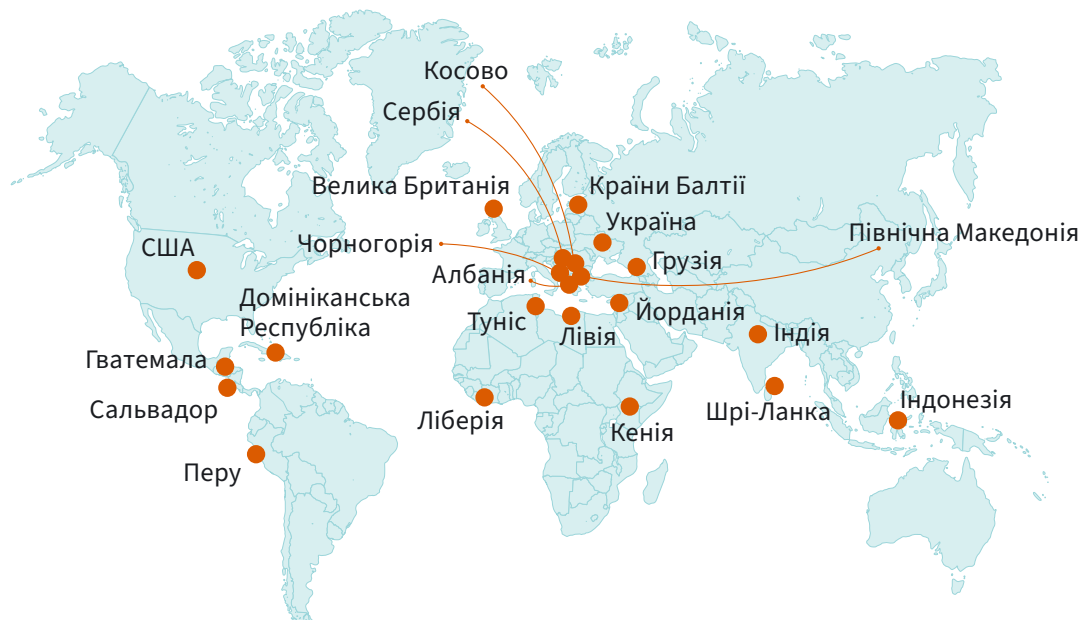 Косово
Сербія
Велика Британія
Країни Балтії
Україна
Північна Македонія
Чорногорія
США
Грузія
Албанія
Домініканська
Республіка
Туніс
Лівія
Йорданія
Індія
Гватемала
Сальвадор
Ліберія
Кенія
Шрі-Ланка
Індонезія
Перу